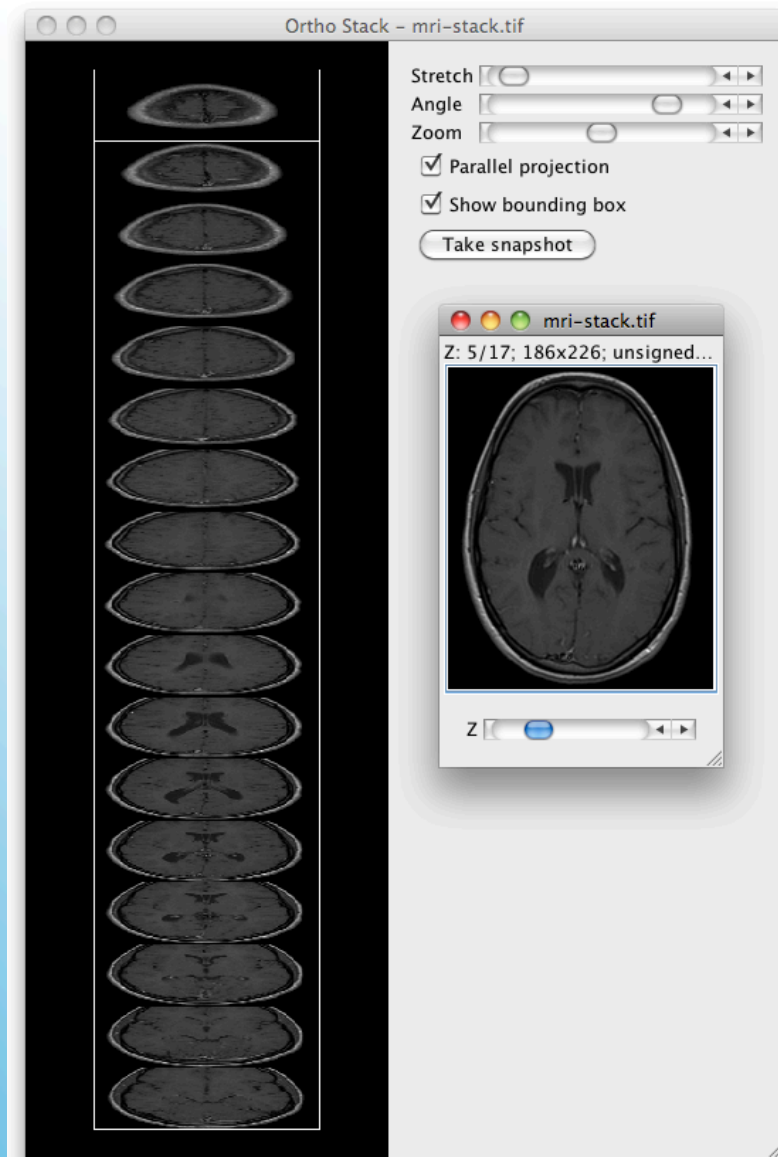 Ortho Stack - mri-stack.tif
Stretch
Angle
Zoom
Parallel projection
Show bounding box
Take snapshot
mri-stack.tif
Z: 5/17; 186x226; unsigned...
Z